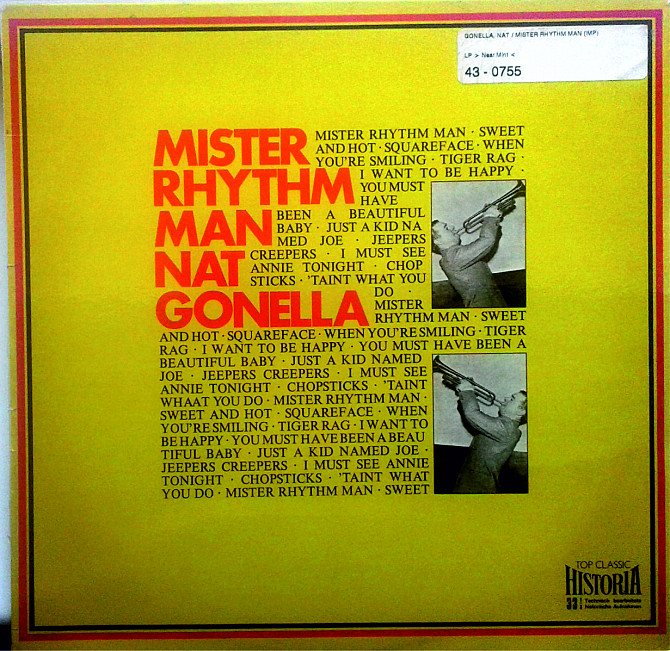 GONELLA, NAT / MISTER RHYTHM MAN (IMP)
LP > Near Mint <
43 - 0755
MISTER
RHYTHM
MAN
NAT
GONELLA
MISTER RHYTHM MAN · SWEET
AND HOT · SQUAREFACE · WHEN
YOU'RE SMILING · TIGER RAG ·
I WANT TO BE HAPPY ·
YOU MUST
HAVE
BEEN A BEAUTIFUL
BABY · JUST A KID NA
MED JOE · JEEPERS
CREEPERS · I MUST SEE
ANNIE TONIGHT · CHOP
STICKS · 'TAINT WHAT YOU
DO ·
MISTER
RHYTHM MAN · SWEET
AND HOT · SQUAREFACE · WHEN YOU'RE SMILING · TIGER
RAG · I WANT TO BE HAPPY · YOU MUST HAVE BEEN A
BEAUTIFUL BABY · JUST A KID NAMED
JOE · JEEPERS CREEPERS · I MUST SEE
ANNIE TONIGHT · CHOPSTICKS · 'TAINT
WHAAT YOU DO · MISTER RHYTHM MAN ·
SWEET AND HOT · SQUAREFACE · WHEN
YOU'RE SMILING · TIGER RAG · I WANT TO
BE HAPPY · YOU MUST HAVE BEEN A BEAU
TIFUL BABY · JUST A KID NAMED JOE ·
JEEPERS CREEPERS · I MUST SEE ANNIE
TONIGHT · CHOPSTICKS · 'TAINT WHAT
YOU DO · MISTER RHYTHM MAN · SWEET
TOP CLASSIC
HISTORIA
33 Technisch bearbeitete
Historische Aufnahmen